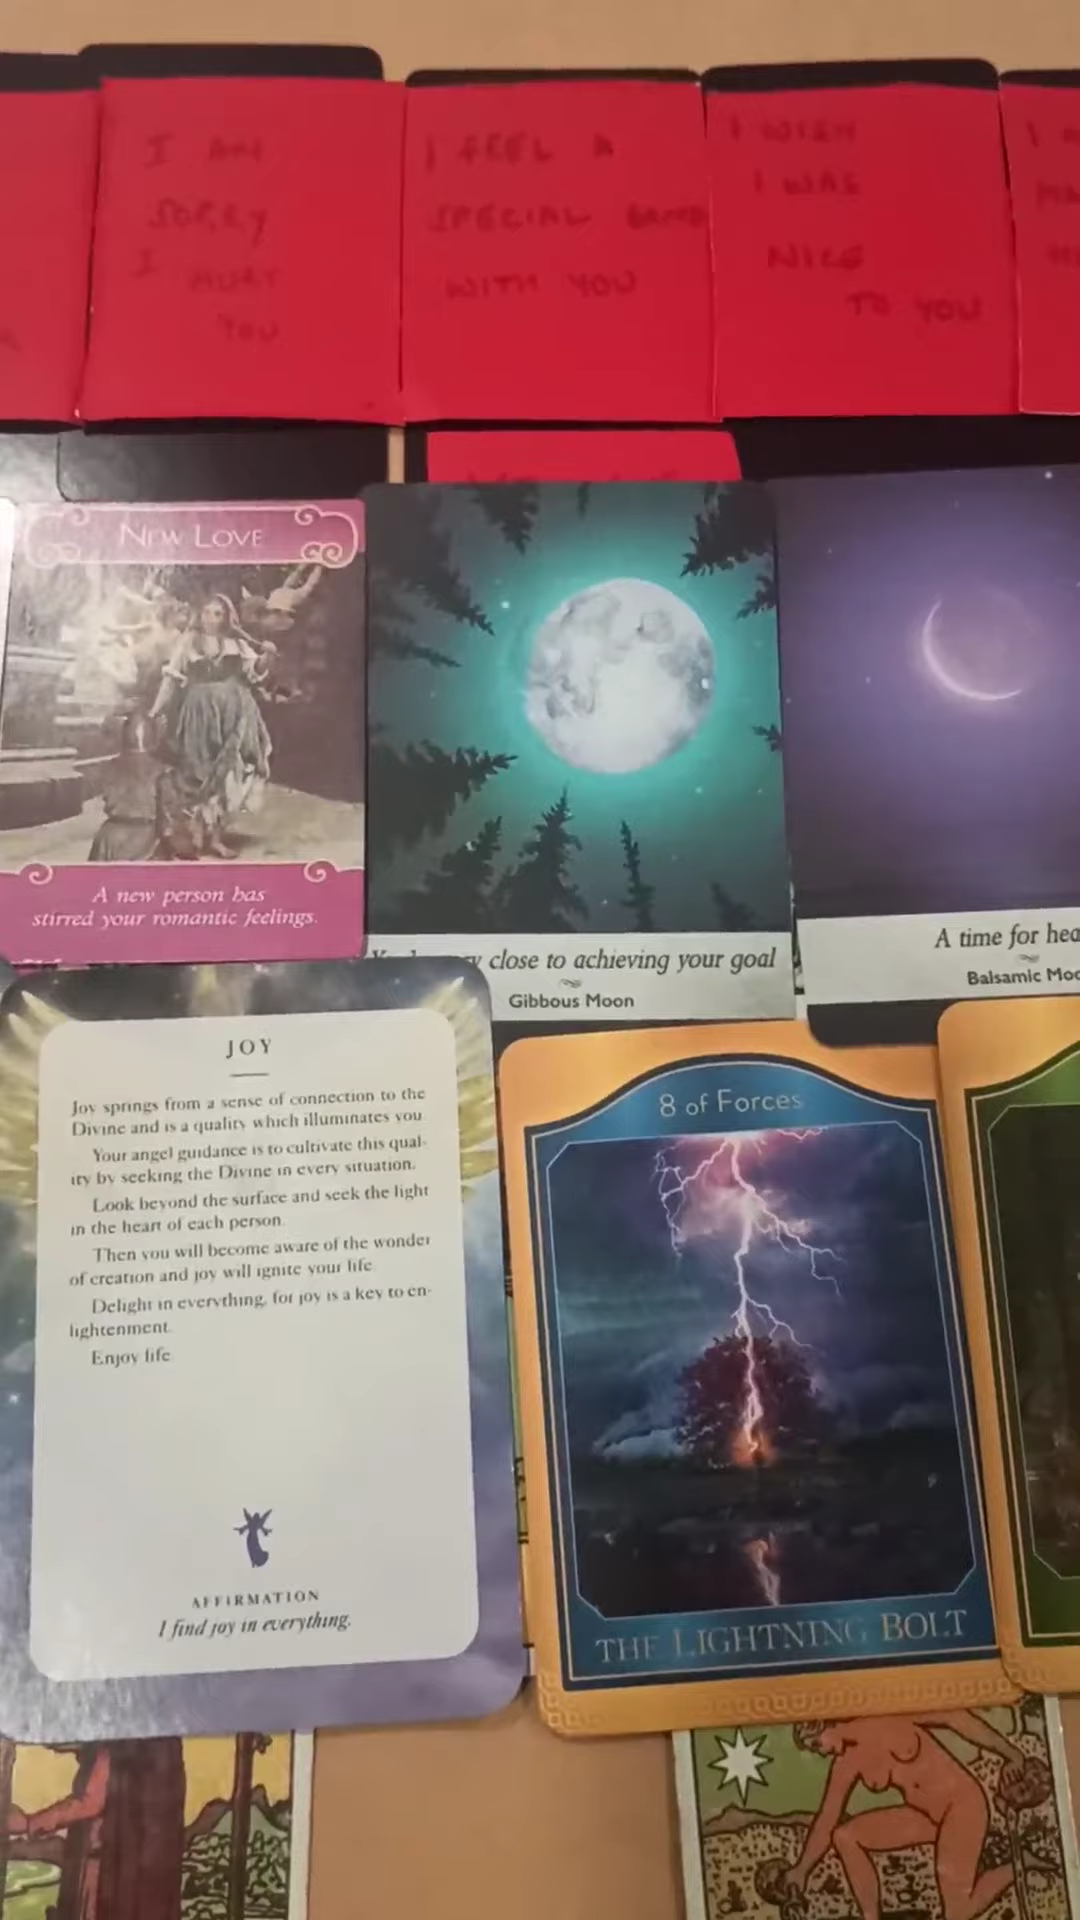 I AM
SORRY
I HURT
YOU
I FEEL A
SPECIAL BOND
WITH YOU
I WISH
I WAS
NICE
TO YOU
I
NEW LOVE
A new person has
stirred your romantic feelings.
close to achieving your goal
Gibbous Moon
A time for
Balsamic
JOY
Joy springs from a sense of connection to the
Divine and is a quality which illuminates you.
Your angel guidance is to cultivate this qual-
ity by seeking the Divine in every situation.
Look beyond the surface and seek the light
in the heart of each person.
Then you will become aware of the wonder
of creation and joy will ignite your life.
Delight in everything, for joy is a key to en-
lightenment.
Enjoy life.
AFFIRMATION
I find joy in everything.
8 of Forces
THE LIGHTNING BOLT